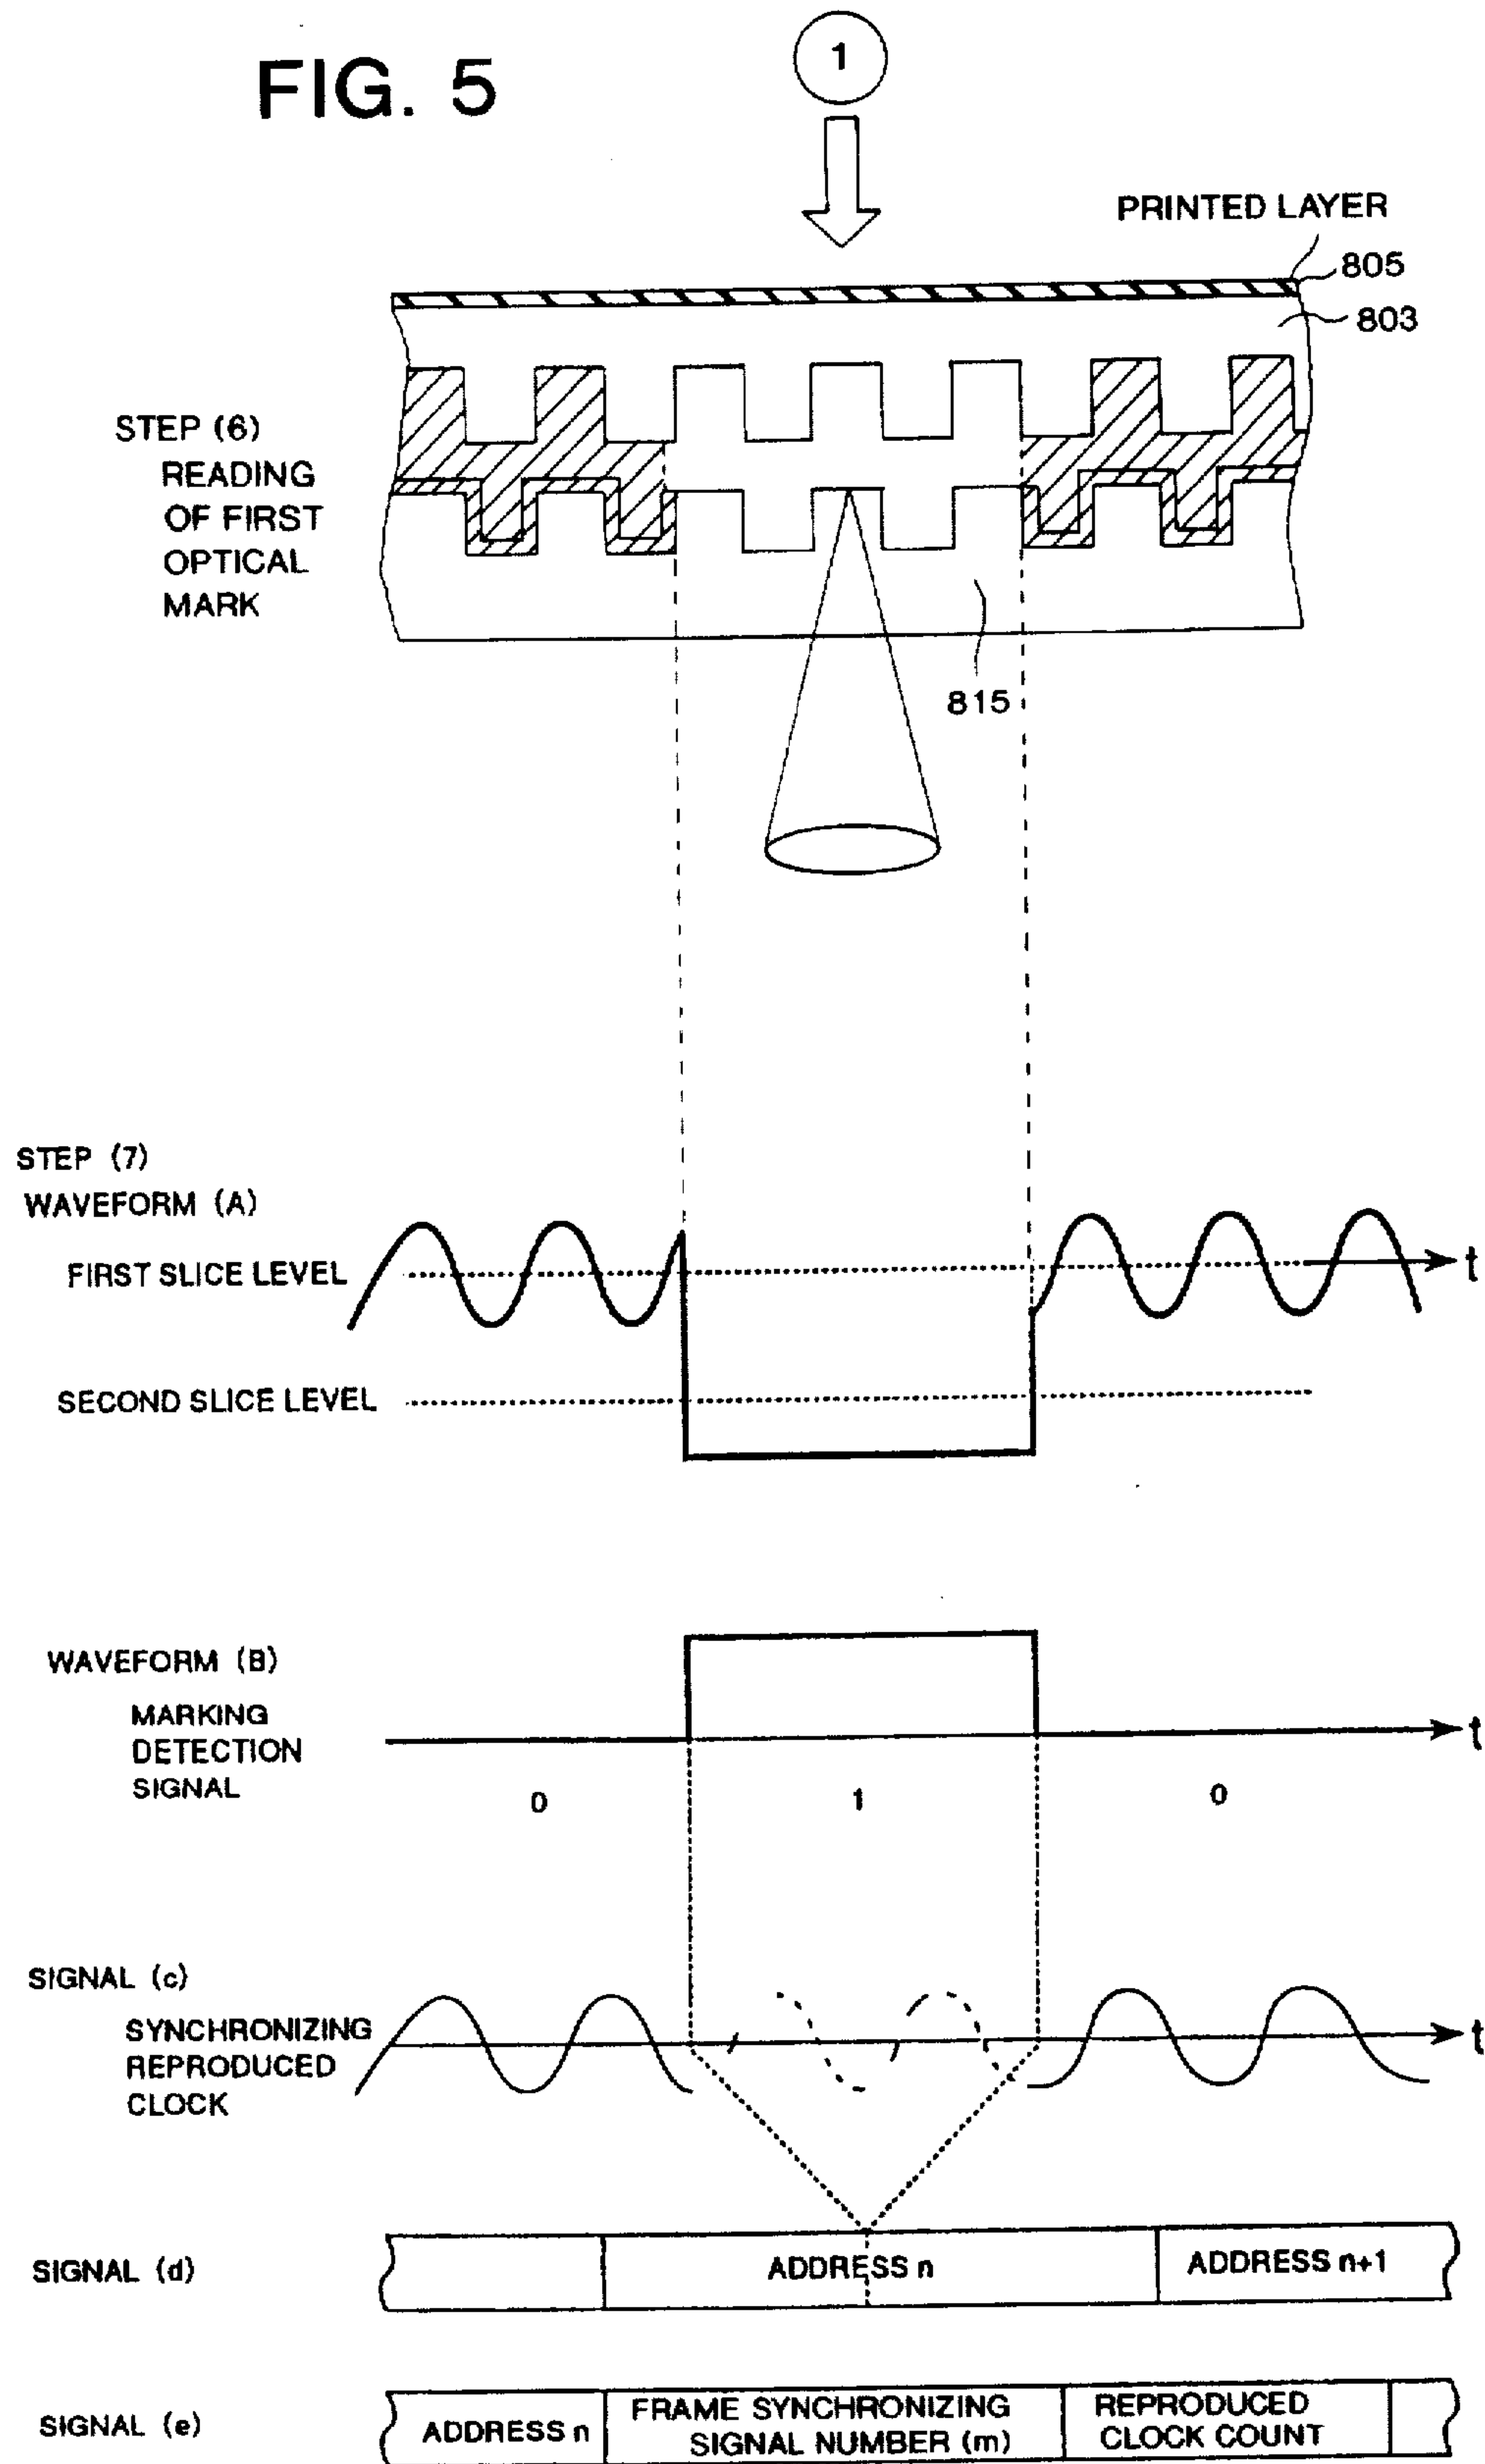 FIG. 5
1
PRINTED LAYER
805
803
STEP (6)
READING
OF FIRST
OPTICAL
MARK
815
STEP (7)
WAVEFORM (A)
FIRST SLICE LEVEL
t
SECOND SLICE LEVEL
WAVEFORM (B)
MARKING
DETECTION
SIGNAL
t
0 1 0
SIGNAL (c)
SYNCHRONIZING
REPRODUCED
CLOCK
t
SIGNAL (d)
ADDRESS n
ADDRESS n+1
SIGNAL (e)
ADDRESS n
FRAME SYNCHRONIZING
SIGNAL NUMBER (m)
REPRODUCED
CLOCK COUNT